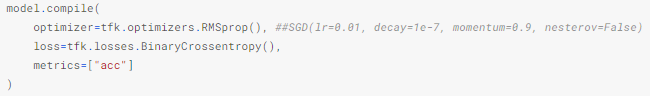 model.compile(
optimizer=tfk.optimizers.RMSprop(), ##SGD(lr=0.01, decay=1e-7, momentum=0.9, nesterov=False)
loss=tfk.losses.BinaryCrossentropy(),
metrics=["acc"]
)